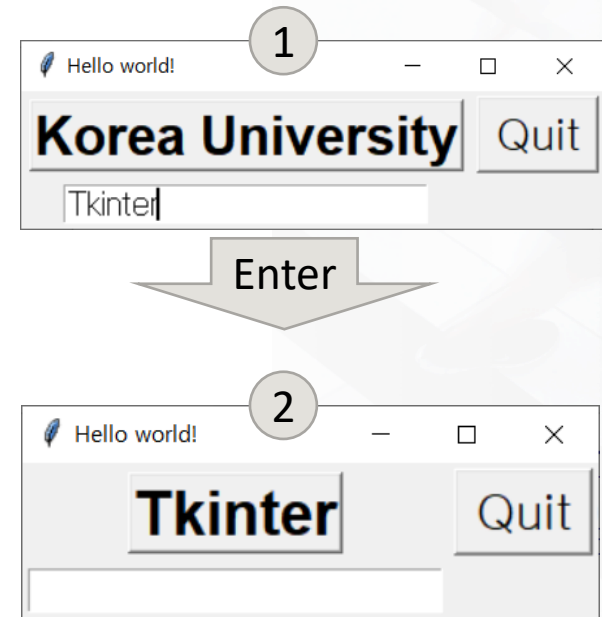 1
Hello world!
Korea University Quit
Tkinter
Enter
2
Hello world!
Tkinter Quit